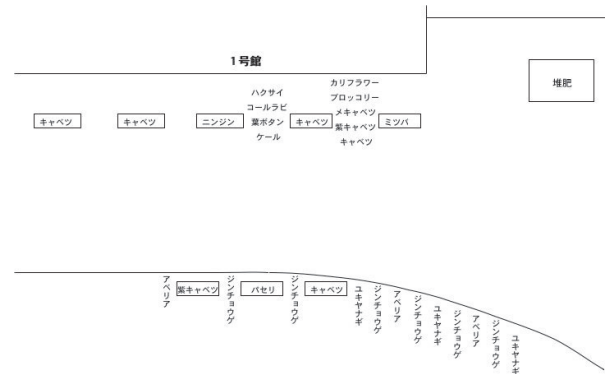 1号館
堆肥
カリフラワー
ブロッコリー
メキャベツ
紫キャベツ
キャベツ
ハクサイ
コールラビ
葉ボタン
ケール
キャベツ
キャベツ
ニンジン
キャベツ
ミツバ
アベリア
紫キャベツ
ジンチョウゲ
パセリ
ジンチョウゲ
キャベツ
ユキヤナギ
ジンチョウゲ
アベリア
ジンチョウゲ
ユキヤナギ
ジンチョウゲ
アベリア
ジンチョウゲ
ユキヤナギ